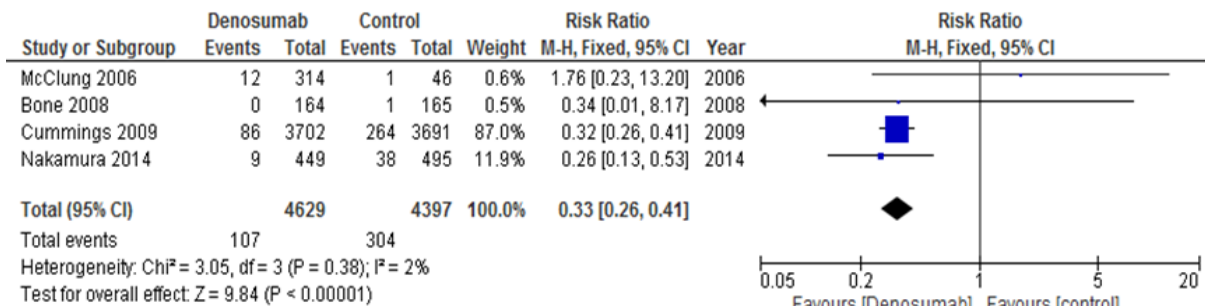 Denosumab Control Risk Ratio Risk Ratio
Study or Subgroup Events Total Events Total Weight M-H, Fixed, 95% CI Year M-H, Fixed, 95% CI
McClung 2006 12 314 1 46 0.6% 1.76 [0.23, 13.20] 2006
Bone 2008 0 164 1 165 0.5% 0.34 [0.01, 8.17] 2008
Cummings 2009 86 3702 264 3691 87.0% 0.32 [0.26, 0.41] 2009
Nakamura 2014 9 449 38 495 11.9% 0.26 [0.13, 0.53] 2014
Total (95% CI) 4629 4397 100.0% 0.33 [0.26, 0.41]
Total events 107 304
Heterogeneity: Chi² = 3.05, df = 3 (P = 0.38); I² = 2%
Test for overall effect: Z = 9.84 (P < 0.00001)
0.05 0.2 1 5 20
Favours [Denosumab] Favours [control]